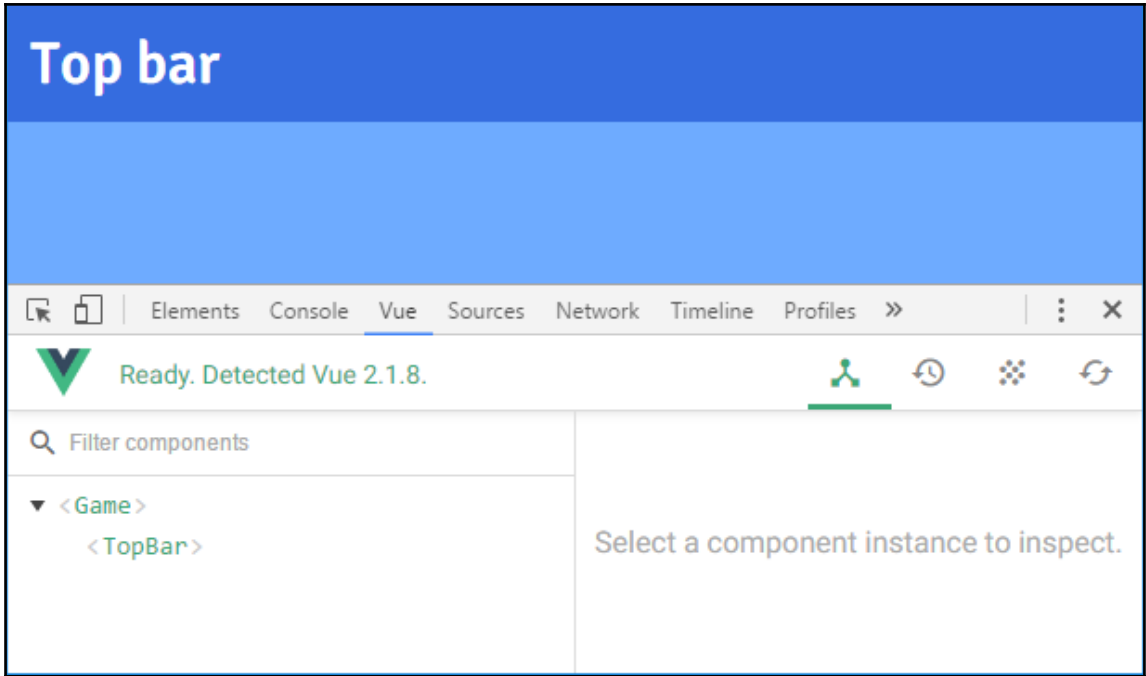 Top bar
Elements Console Vue Sources Network Timeline Profiles »
Ready. Detected Vue 2.1.8.
Filter components
▼ <Game>
<TopBar>
Select a component instance to inspect.